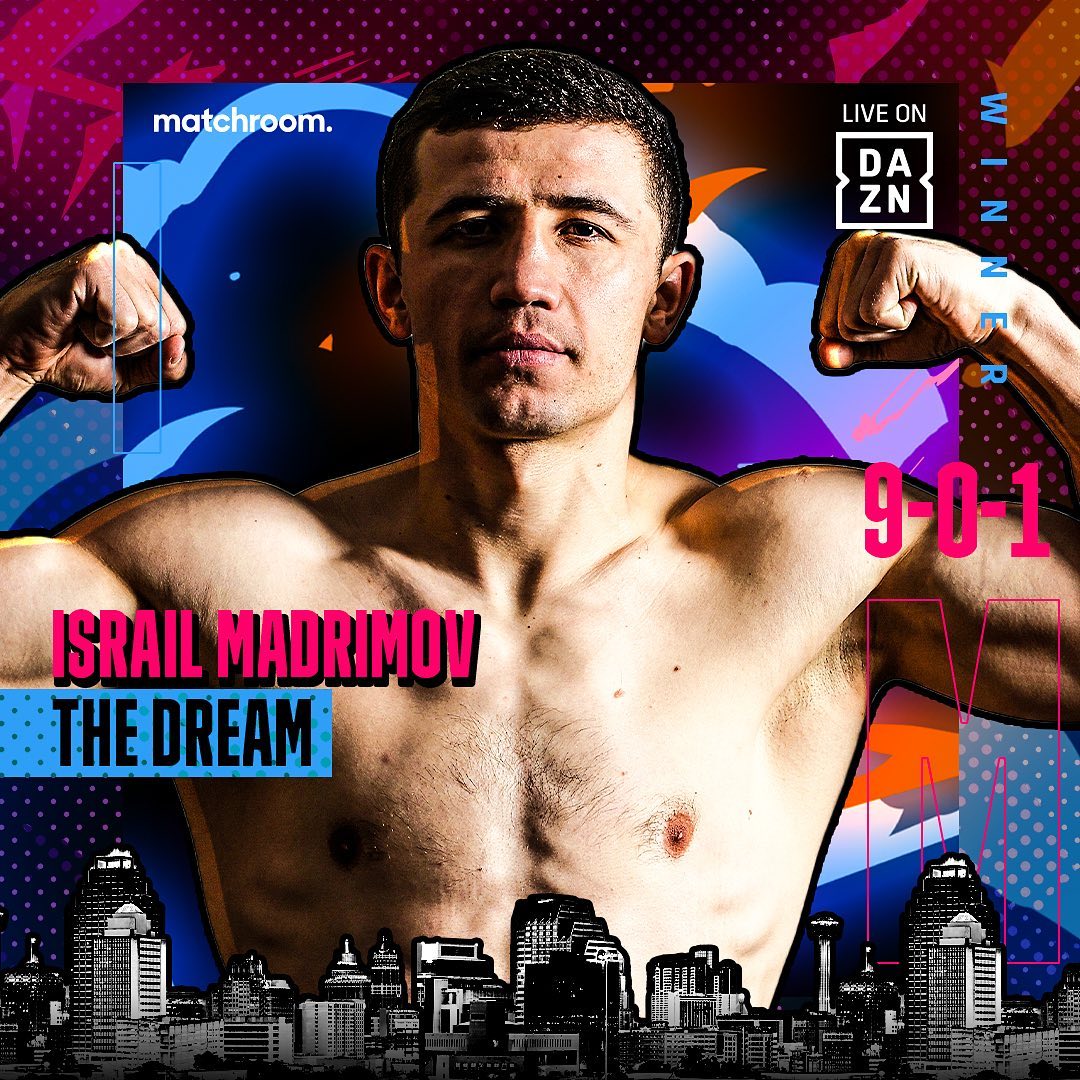 matchroom.
LIVE ON
DA
ZN
WINNER
9-0-1
ISRAIL MADRIMOV
THE DREAM
M